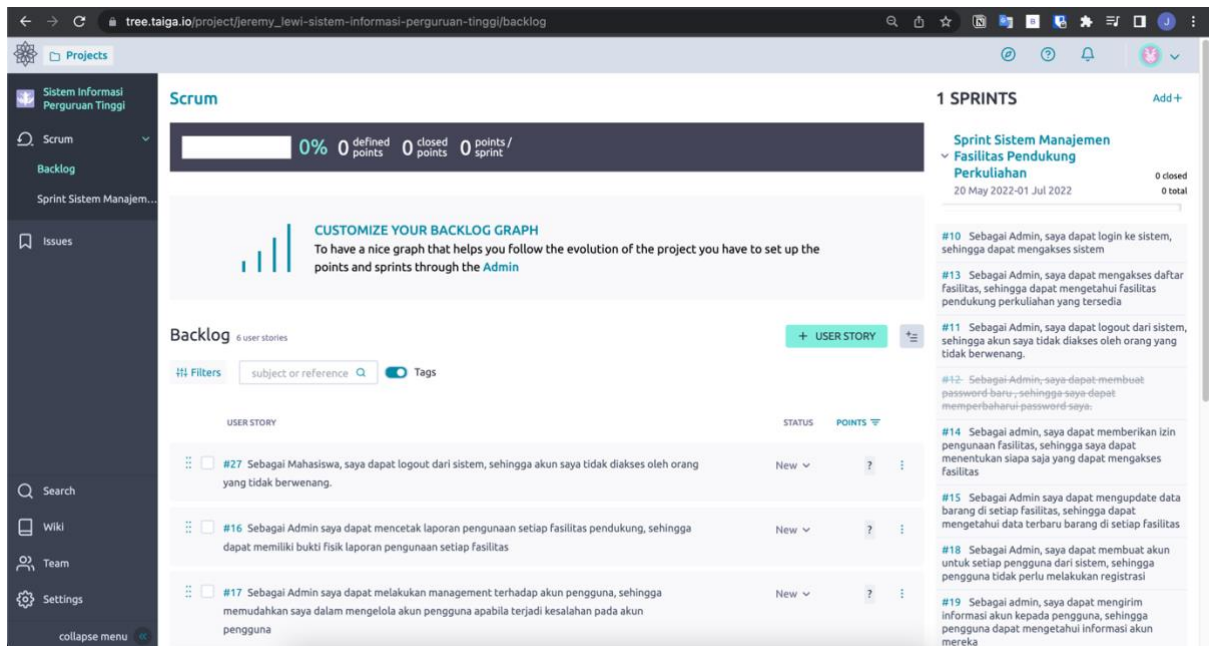 tree.taiga.io/project/jeremy_lewi-sistem-informasi-perguruan-tinggi/backlog
J
Projects
Sistem Informasi
Perguruan Tinggi
Scrum
Backlog
Sprint Sistem Manajem...
Issues
Search
Wiki
Team
Settings
collapse menu
Scrum
0% 0 defined points 0 closed points 0 points / sprint
CUSTOMIZE YOUR BACKLOG GRAPH
To have a nice graph that helps you follow the evolution of the project you have to set up the
points and sprints through the Admin
Backlog 6 user stories
+ USER STORY
Filters
subject or reference
Tags
USER STORY STATUS POINTS
#27 Sebagai Mahasiswa, saya dapat logout dari sistem, sehingga akun saya tidak diakses oleh orang
yang tidak berwenang.
New ?
#16 Sebagai Admin saya dapat mencetak laporan pengunaan setiap fasilitas pendukung, sehingga
dapat memiliki bukti fisik laporan pengunaan setiap fasilitas
New ?
#17 Sebagai Admin saya dapat melakukan management terhadap akun pengguna, sehingga
memudahkan saya dalam mengelola akun pengguna apabila terjadi kesalahan pada akun
pengguna
New ?
1 SPRINTS Add+
Sprint Sistem Manajemen
Fasilitas Pendukung
Perkuliahan
20 May 2022-01 Jul 2022
0 closed
0 total
#10 Sebagai Admin, saya dapat login ke sistem,
sehingga dapat mengakses sistem
#13 Sebagai Admin, saya dapat mengakses daftar
fasilitas, sehingga dapat mengetahui fasilitas
pendukung perkuliahan yang tersedia
#11 Sebagai Admin, saya dapat logout dari sistem,
sehingga akun saya tidak diakses oleh orang yang
tidak berwenang.
#12 Sebagai Admin, saya dapat membuat
password baru , sehingga saya dapat
memperbaharui password saya.
#14 Sebagai admin, saya dapat memberikan izin
pengunaan fasilitas, sehingga saya dapat
menentukan siapa saja yang dapat mengakses
fasilitas
#15 Sebagai Admin saya dapat mengupdate data
barang di setiap fasilitas, sehingga dapat
mengetahui data terbaru barang di setiap fasilitas
#18 Sebagai Admin, saya dapat membuat akun
untuk setiap pengguna dari sistem, sehingga
pengguna tidak perlu melakukan registrasi
#19 Sebagai admin, saya dapat mengirim
informasi akun kepada pengguna, sehingga
pengguna dapat mengetahui informasi akun
mereka